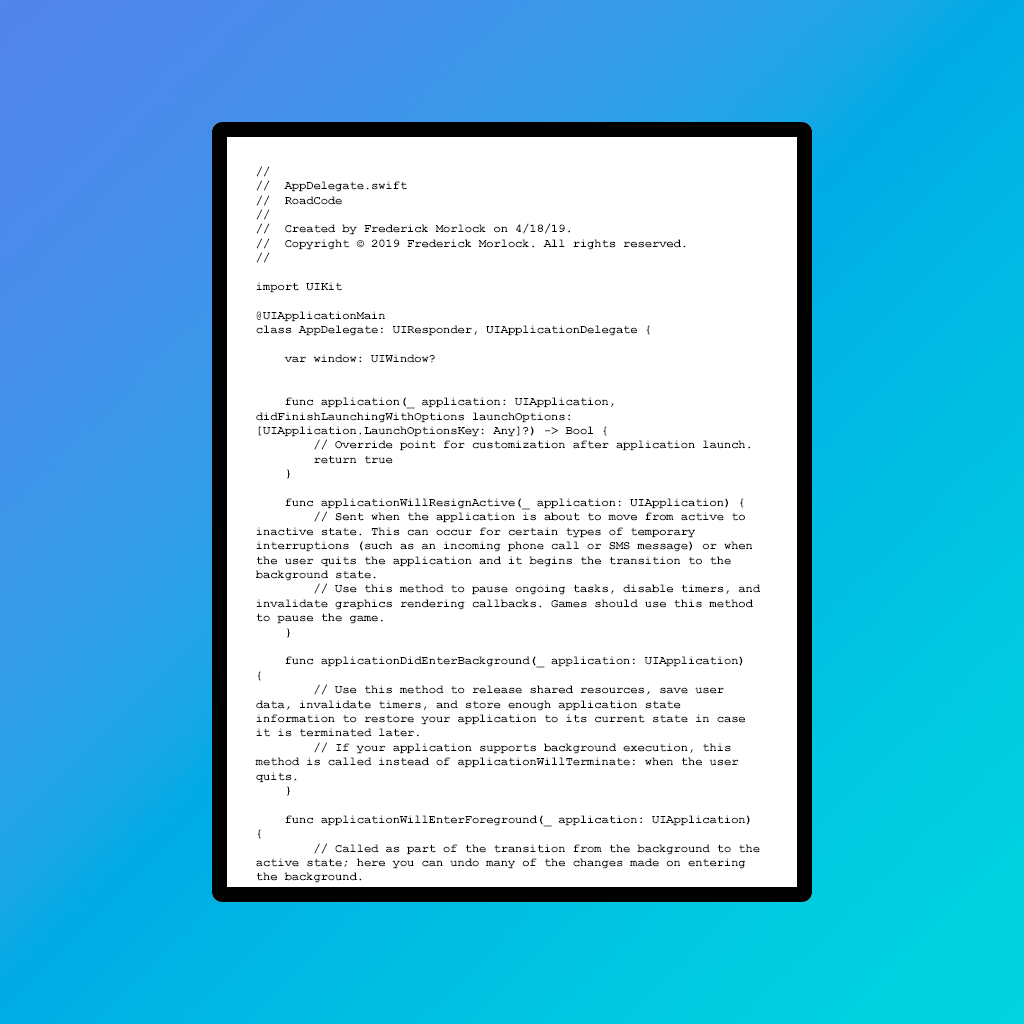 //
//  AppDelegate.swift
//  RoadCode
//
//  Created by Frederick Morlock on 4/18/19.
//  Copyright © 2019 Frederick Morlock. All rights reserved.
//

import UIKit

@UIApplicationMain
class AppDelegate: UIResponder, UIApplicationDelegate {

    var window: UIWindow?


    func application(_ application: UIApplication,
didFinishLaunchingWithOptions launchOptions:
[UIApplication.LaunchOptionsKey: Any]?) -> Bool {
        // Override point for customization after application launch.
        return true
    }

    func applicationWillResignActive(_ application: UIApplication) {
        // Sent when the application is about to move from active to
inactive state. This can occur for certain types of temporary
interruptions (such as an incoming phone call or SMS message) or when
the user quits the application and it begins the transition to the
background state.
        // Use this method to pause ongoing tasks, disable timers, and
invalidate graphics rendering callbacks. Games should use this method
to pause the game.
    }

    func applicationDidEnterBackground(_ application: UIApplication)
{
        // Use this method to release shared resources, save user
data, invalidate timers, and store enough application state
information to restore your application to its current state in case
it is terminated later.
        // If your application supports background execution, this
method is called instead of applicationWillTerminate: when the user
quits.
    }

    func applicationWillEnterForeground(_ application: UIApplication)
{
        // Called as part of the transition from the background to the
active state; here you can undo many of the changes made on entering
the background.